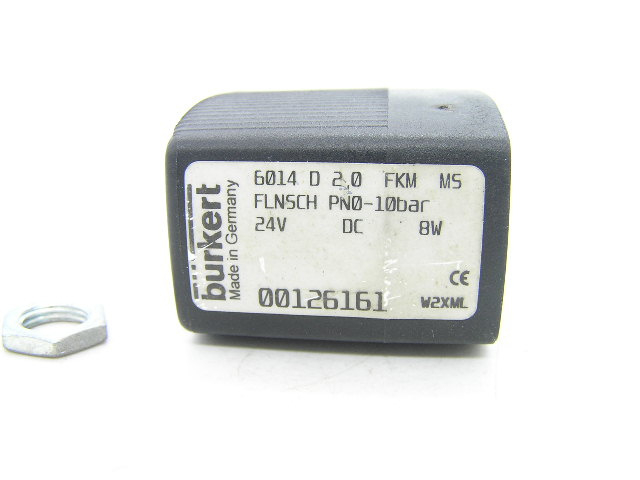 6014 D 2,0 FKM MS
FLNSCH PN0-10bar
24V DC 8W
CE
00126161 W2XML
burkert
Made in Germany